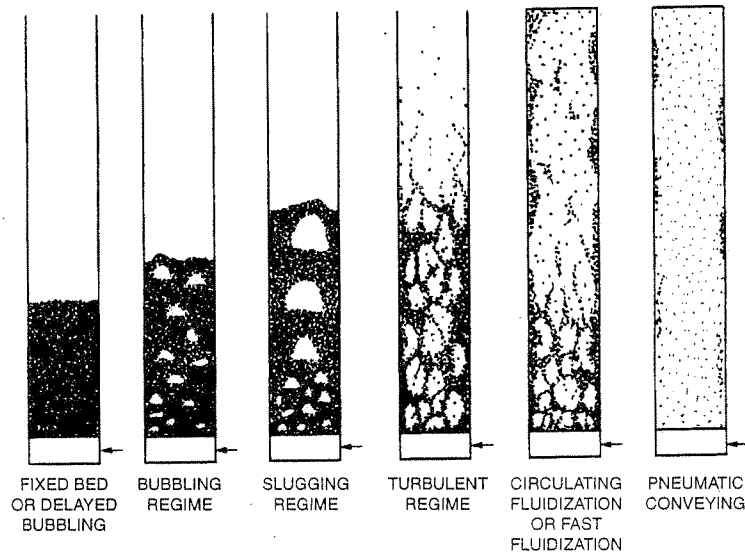 FIXED BED
OR DELAYED
BUBBLING
BUBBLING
REGIME
SLUGGING
REGIME
TURBULENT
REGIME
CIRCULATING
FLUIDIZATION
OR FAST
FLUIDIZATION
PNEUMATIC
CONVEYING